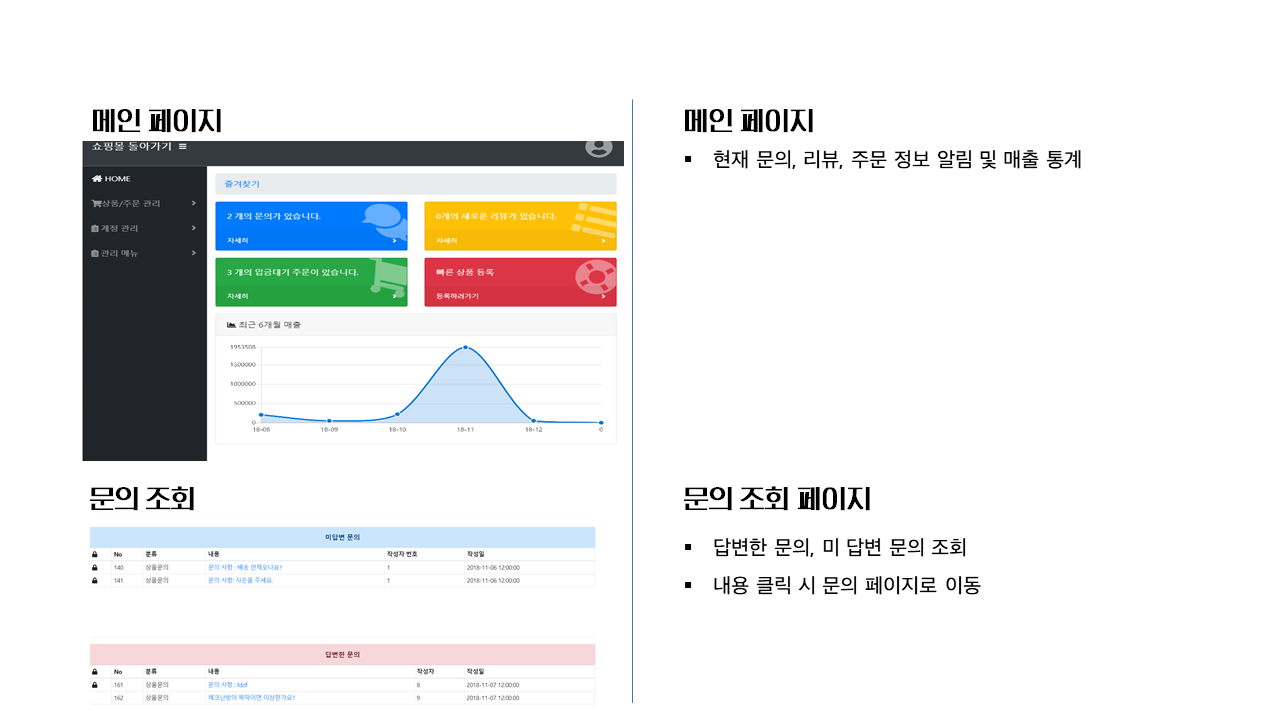 메인 페이지
쇼핑몰 돌아가기
HOME
상품/주문 관리
계정 관리
관리 메뉴
즐겨찾기
2 개의 문의가 있습니다.
자세히
0개의 새로운 리뷰가 있습니다.
자세히
3 개의 입금대기 주문이 있습니다.
자세히
빠른 상품 등록
등록하러가기
최근 6개월 매출
1953508
1500000
1000000
500000
0
18-08 18-09 18-10 18-11 18-12 0
문의 조회
미답변 문의
No 분류 내용 작성자 번호 작성일
140 상품문의 문의 사항 : 배송 언제오나요? 1 2018-11-06 12:00:00
141 상품문의 문의 사항: 사은품 주세요. 1 2018-11-06 12:00:00
답변한 문의
No 분류 내용 작성자 작성일
161 상품문의 문의 사항 : fddf 8 2018-11-07 12:00:00
162 상품문의 체크난방이 똑딱이면 이상한가요? 9 2018-11-07 12:00:00
메인 페이지
▪ 현재 문의, 리뷰, 주문 정보 알림 및 매출 통계
문의 조회 페이지
▪ 답변한 문의, 미 답변 문의 조회
▪ 내용 클릭 시 문의 페이지로 이동